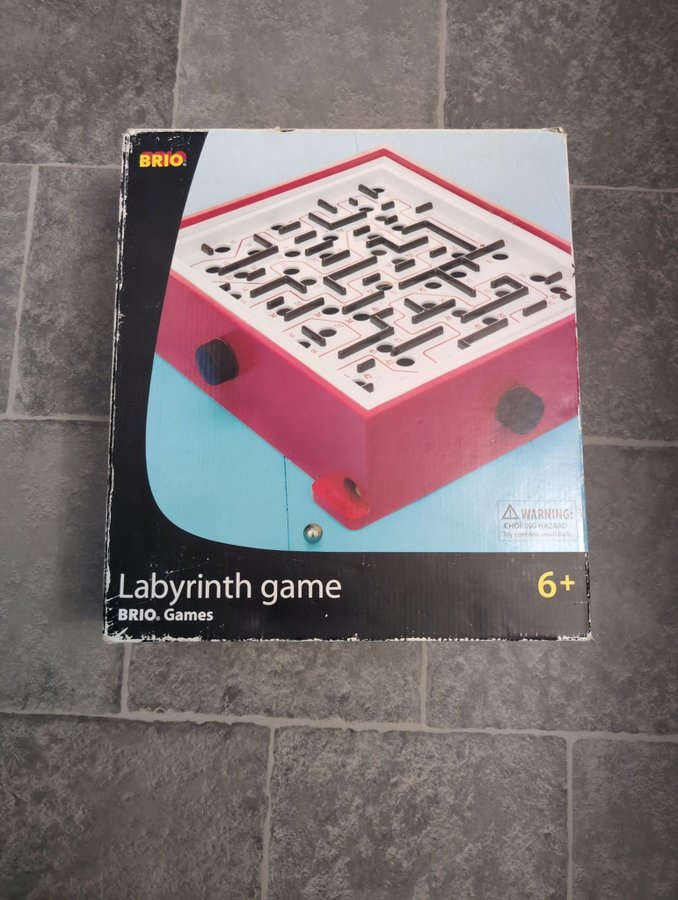 BRIO®
WARNING:
CHOKING HAZARD
Toy contains small balls
Labyrinth game
6+
BRIO® Games